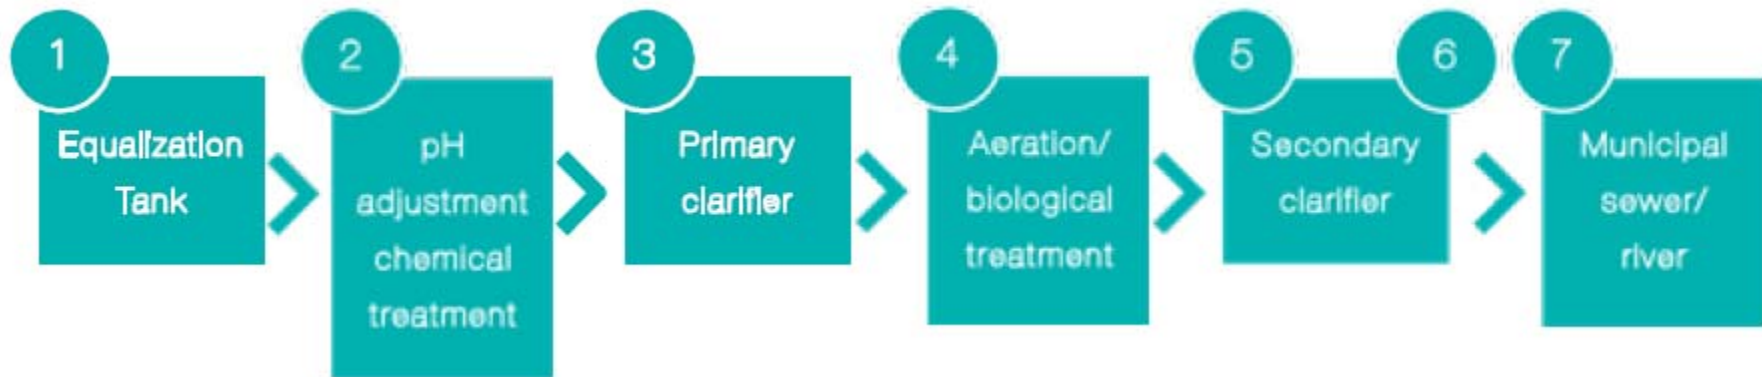 1
Equalization
Tank
2
pH
adjustment
chemical
treatment
3
Primary
clarifier
4
Aeration/
biological
treatment
5
6
Secondary
clarifier
7
Municipal
sewer/
river